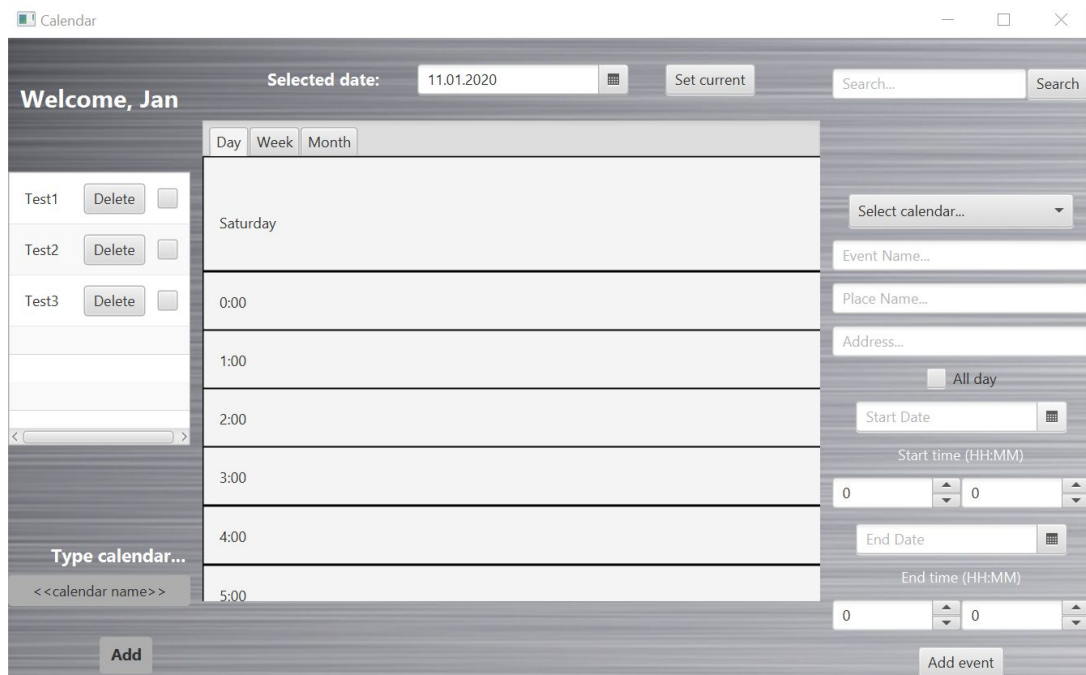 Calendar
Welcome, Jan
Selected date:
11.01.2020
Set current
Search...
Search
Test1
Delete
Test2
Delete
Test3
Delete
Type calendar...
<<calendar name>>
Add
Day
Week
Month
Saturday
0:00
1:00
2:00
3:00
4:00
5:00
Select calendar...
Event Name...
Place Name...
Address...
All day
Start Date
Start time (HH:MM)
0
0
End Date
End time (HH:MM)
0
0
Add event